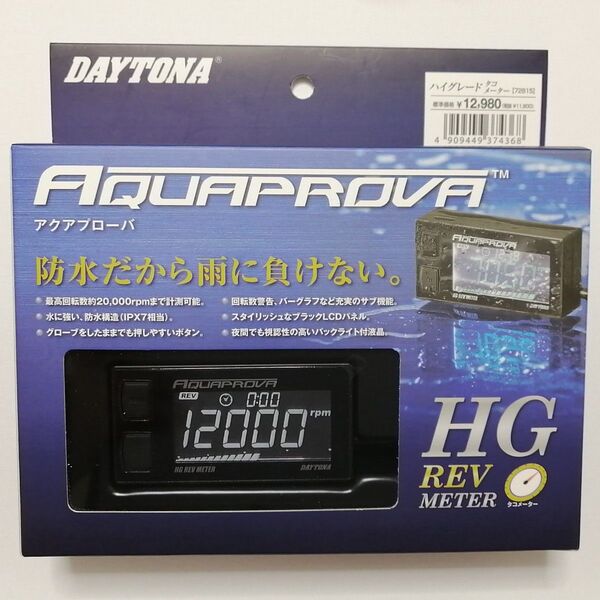 DAYTONA®
ハイグレード タコメーター [72815]
標準価格 ¥12,980 (税抜¥11,800)
4 909449 374368
AQUAPROVA™
アクアプローバ
防水だから雨に負けない。
●最高回転数約20,000rpmまで計測可能。
●水に強い、防水構造(IPX7相当)。
●グローブをしたままでも押しやすいボタン。
●回転数警告、バーグラフなど充実のサブ機能。
●スタイリッシュなブラックLCDパネル。
●夜間でも視認性の高いバックライト付液晶。
AQUAPROVA
HG REV METER
AQUAPROVA
REV 0:00
12000 rpm
HG REV METER DAYTONA
HG
REV
METER
タコメーター